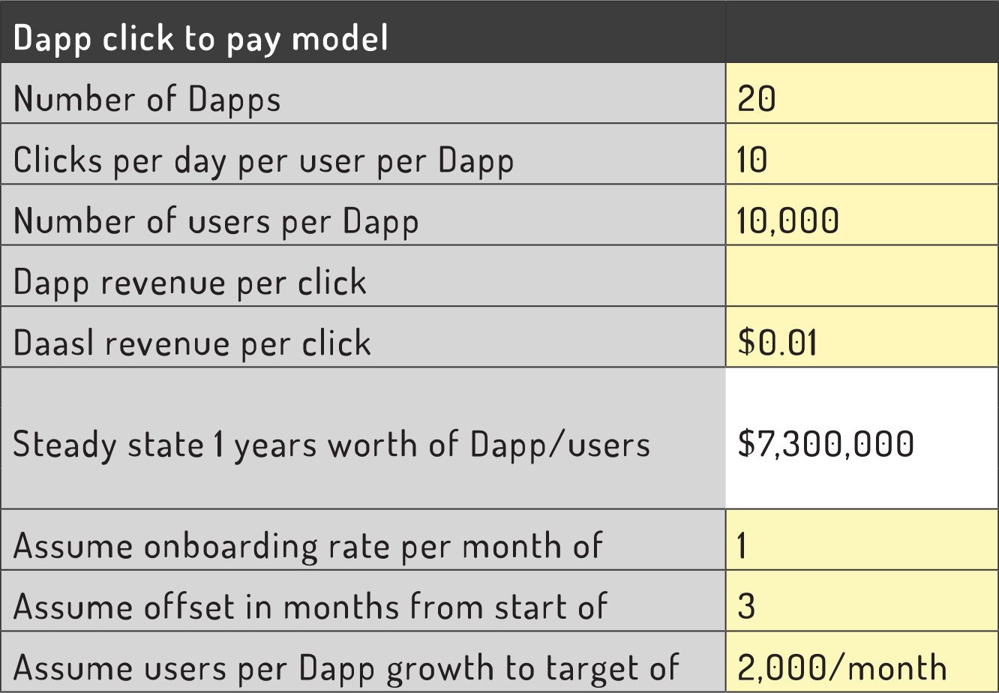 Dapp click to pay model
Number of Dapps 20
Clicks per day per user per Dapp 10
Number of users per Dapp 10,000
Dapp revenue per click
Daasl revenue per click $0.01
Steady state 1 years worth of Dapp/users $7,300,000
Assume onboarding rate per month of 1
Assume offset in months from start of 3
Assume users per Dapp growth to target of 2,000/month